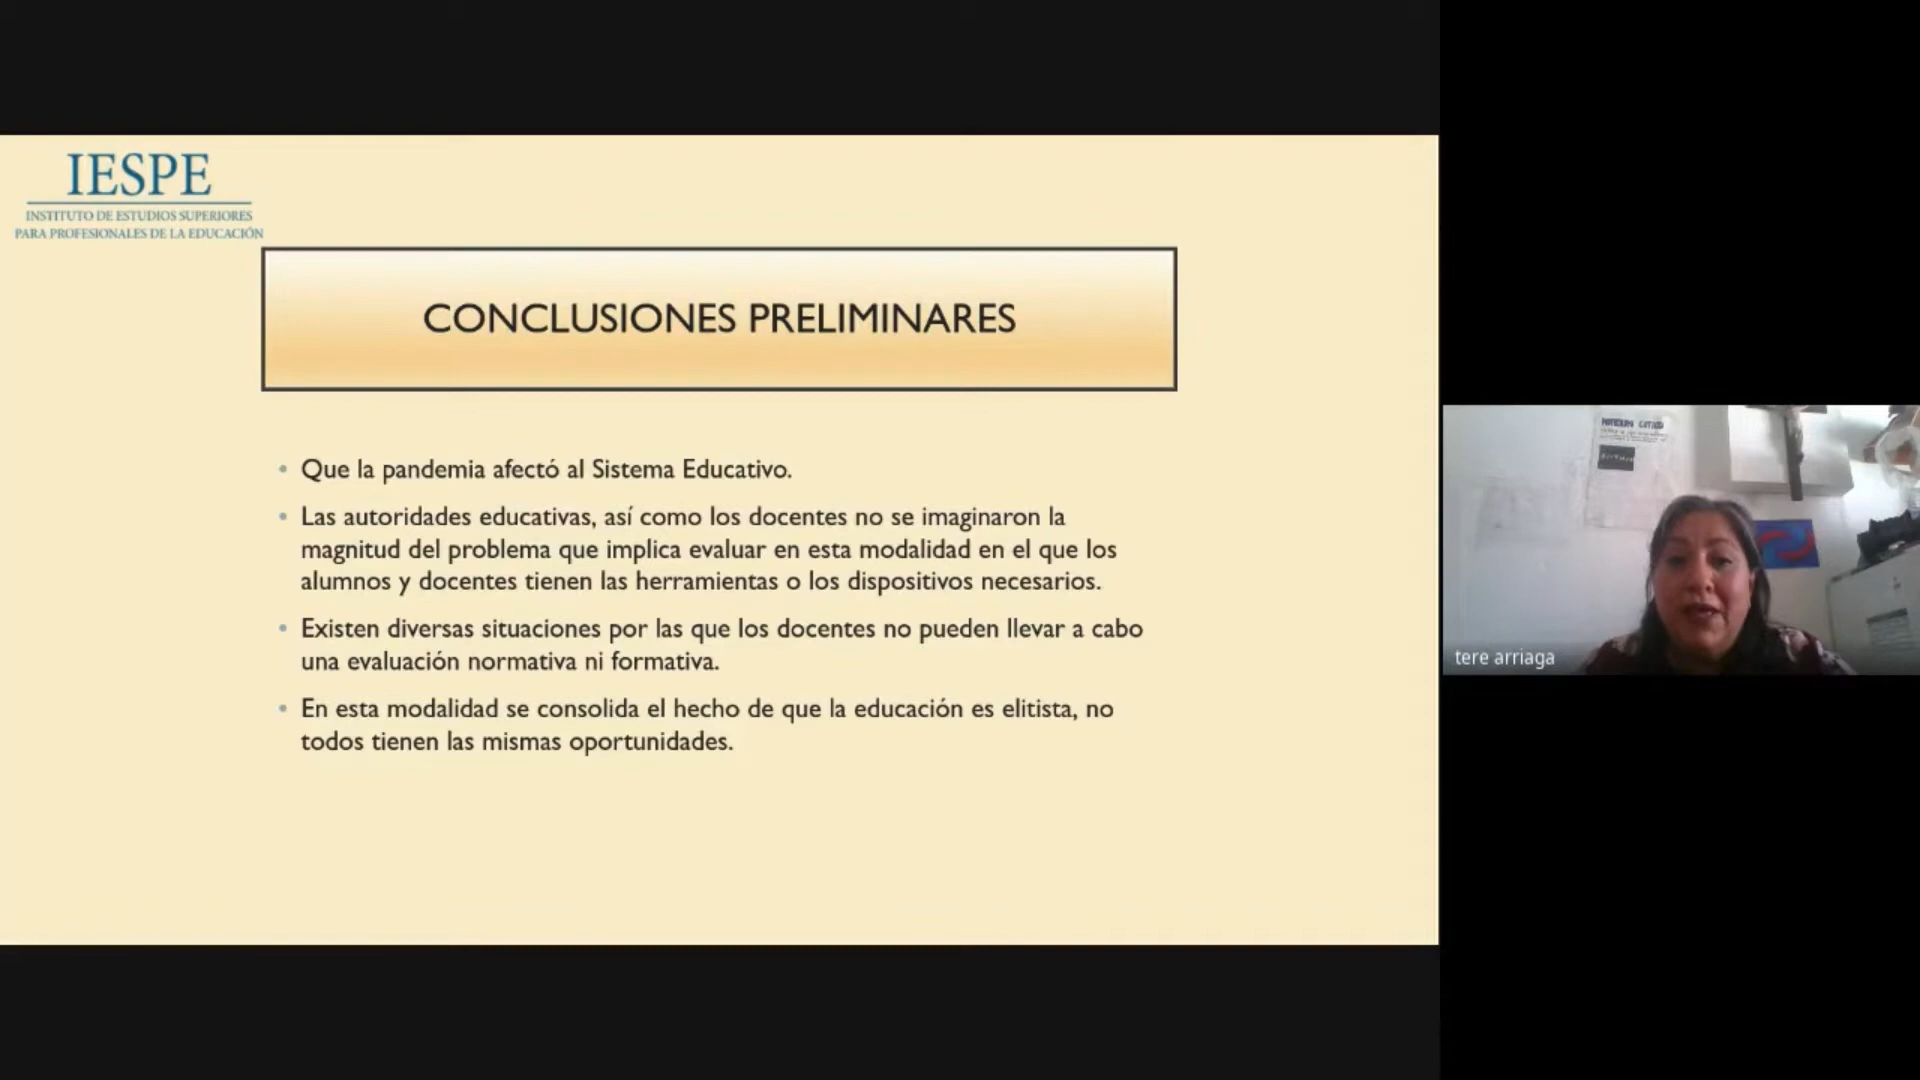 IESPE
INSTITUTO DE ESTUDIOS SUPERIORES
PARA PROFESIONALES DE LA EDUCACIÓN
CONCLUSIONES PRELIMINARES
• Que la pandemia afectó al Sistema Educativo.
• Las autoridades educativas, así como los docentes no se imaginaron la
magnitud del problema que implica evaluar en esta modalidad en el que los
alumnos y docentes tienen las herramientas o los dispositivos necesarios.
• Existen diversas situaciones por las que los docentes no pueden llevar a cabo
una evaluación normativa ni formativa.
• En esta modalidad se consolida el hecho de que la educación es elitista, no
todos tienen las mismas oportunidades.
tere arriaga